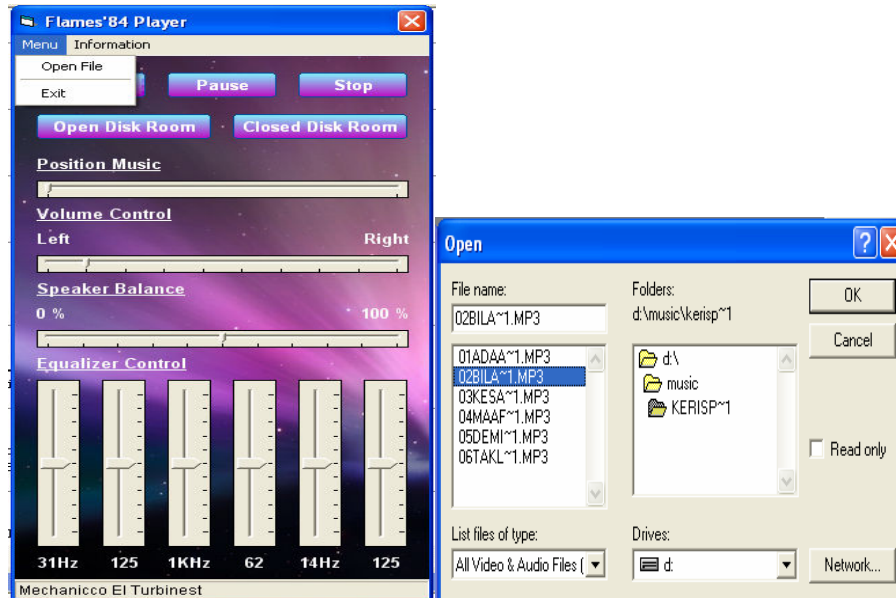 Flames'84 Player
Menu Information
Open File
Exit
Pause Stop
Open Disk Room Closed Disk Room
Position Music
Volume Control
Left Right
Speaker Balance
0 % 100 %
Equalizer Control
31Hz 125 1KHz 62 14Hz 125
Mechanicco El Turbinest
Open
File name:
02BILA~1.MP3
01ADAA~1.MP3
02BILA~1.MP3
03KESA~1.MP3
04MAAF~1.MP3
05DEMI~1.MP3
06TAKL~1.MP3
List files of type:
All Video & Audio Files (
Folders:
d:\music\kerisp~1
d:\
music
KERISP~1
Drives:
d:
OK
Cancel
Read only
Network...